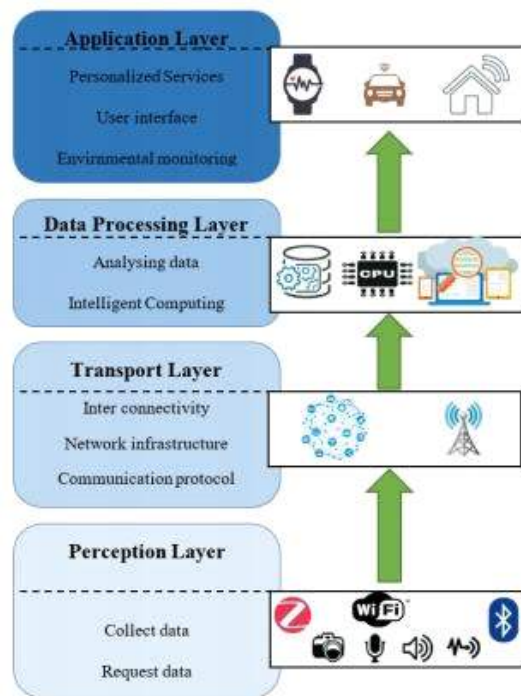 Application Layer
Personalized Services
User interface
Envirnmental monitoring
Data Processing Layer
Analysing data
Intelligent Computing
CPU
Transport Layer
Inter connectivity
Network infrastructure
Communication protocol
Perception Layer
WiFi
Collect data
Request data